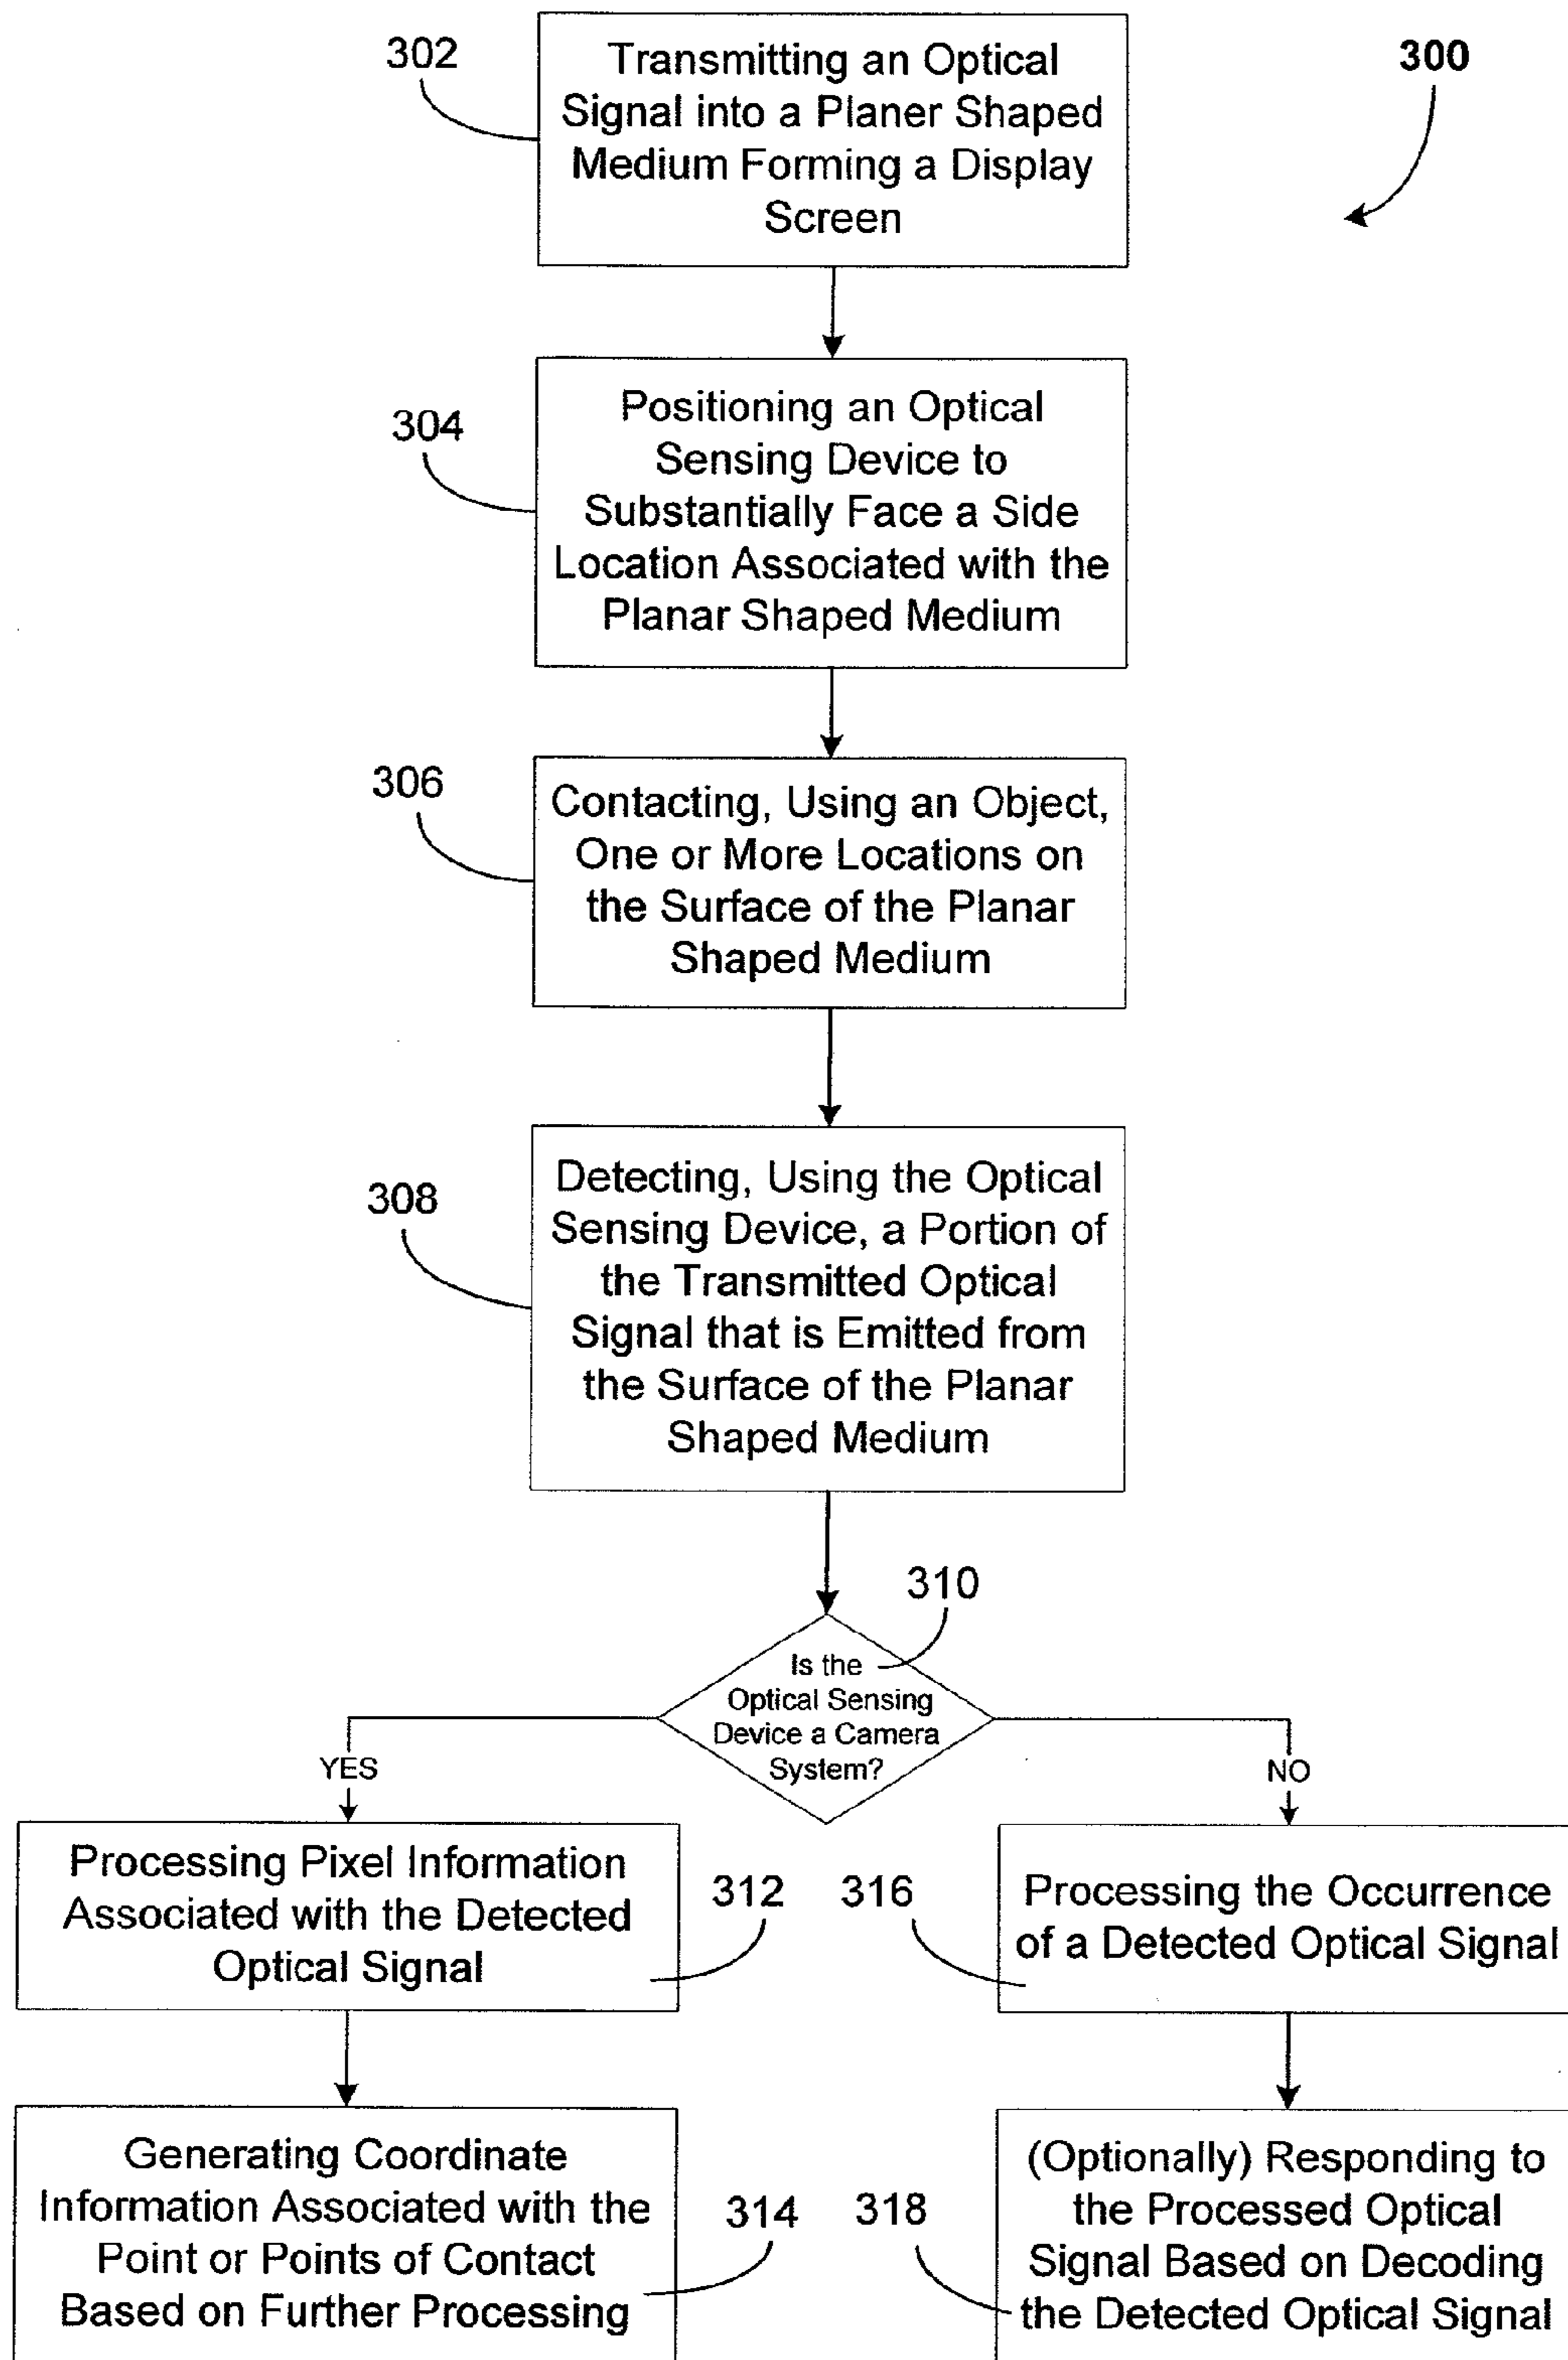 302
Transmitting an Optical
Signal into a Planer Shaped
Medium Forming a Display
Screen
300
304
Positioning an Optical
Sensing Device to
Substantially Face a Side
Location Associated with the
Planar Shaped Medium
306
Contacting, Using an Object,
One or More Locations on
the Surface of the Planar
Shaped Medium
308
Detecting, Using the Optical
Sensing Device, a Portion of
the Transmitted Optical
Signal that is Emitted from
the Surface of the Planar
Shaped Medium
310
Is the
Optical Sensing
Device a Camera
System?
YES
NO
Processing Pixel Information
Associated with the Detected
Optical Signal
312
316
Processing the Occurrence
of a Detected Optical Signal
Generating Coordinate
Information Associated with the
Point or Points of Contact
Based on Further Processing
314
318
(Optionally) Responding to
the Processed Optical
Signal Based on Decoding
the Detected Optical Signal